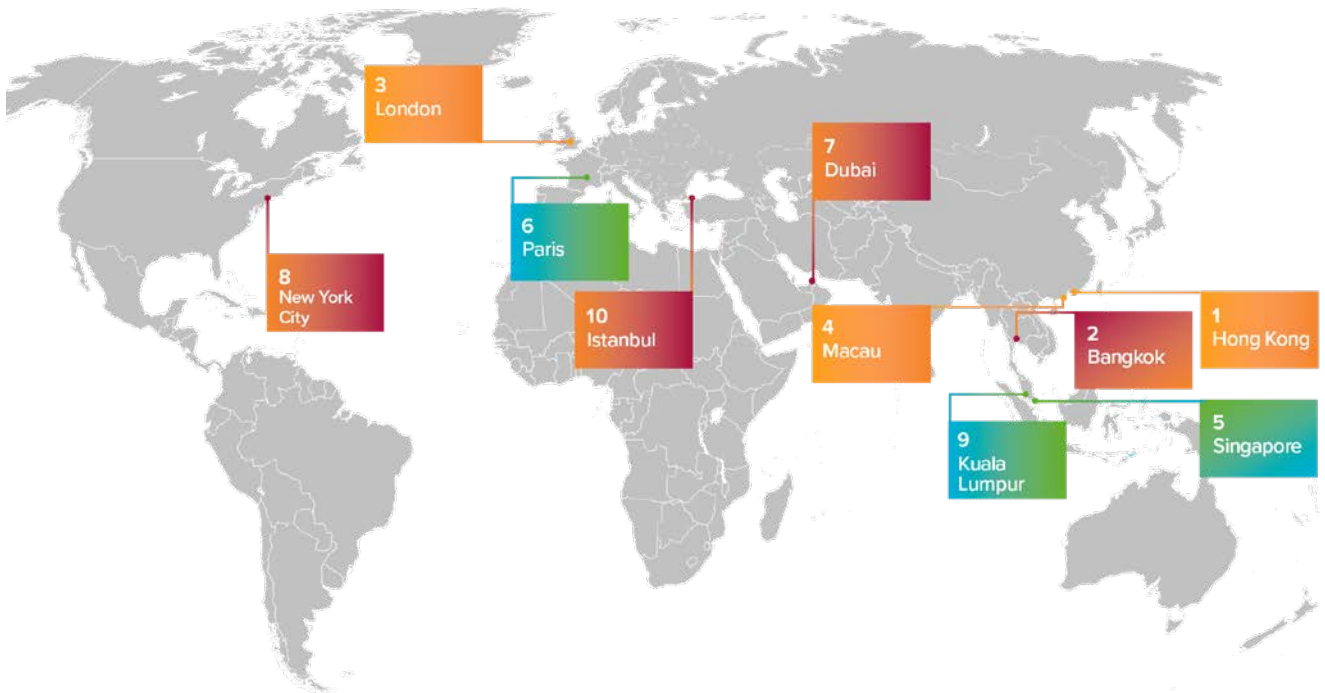 3
London
7
Dubai
6
Paris
8
New York
City
10
Istanbul
4
Macau
2
Bangkok
1
Hong Kong
9
Kuala
Lumpur
5
Singapore